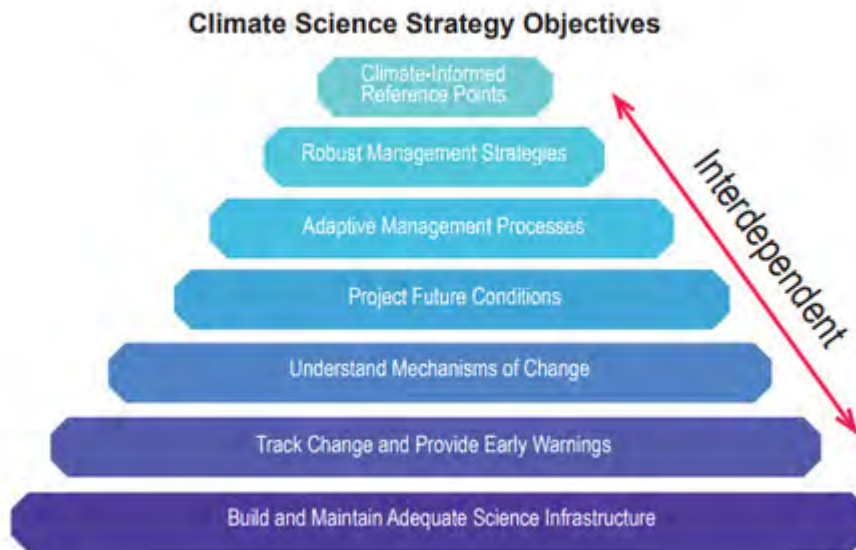 Climate Science Strategy Objectives
Climate-Informed
Reference Points
Robust Management Strategies
Adaptive Management Processes
Project Future Conditions
Understand Mechanisms of Change
Track Change and Provide Early Warnings
Build and Maintain Adequate Science Infrastructure
Interdependent